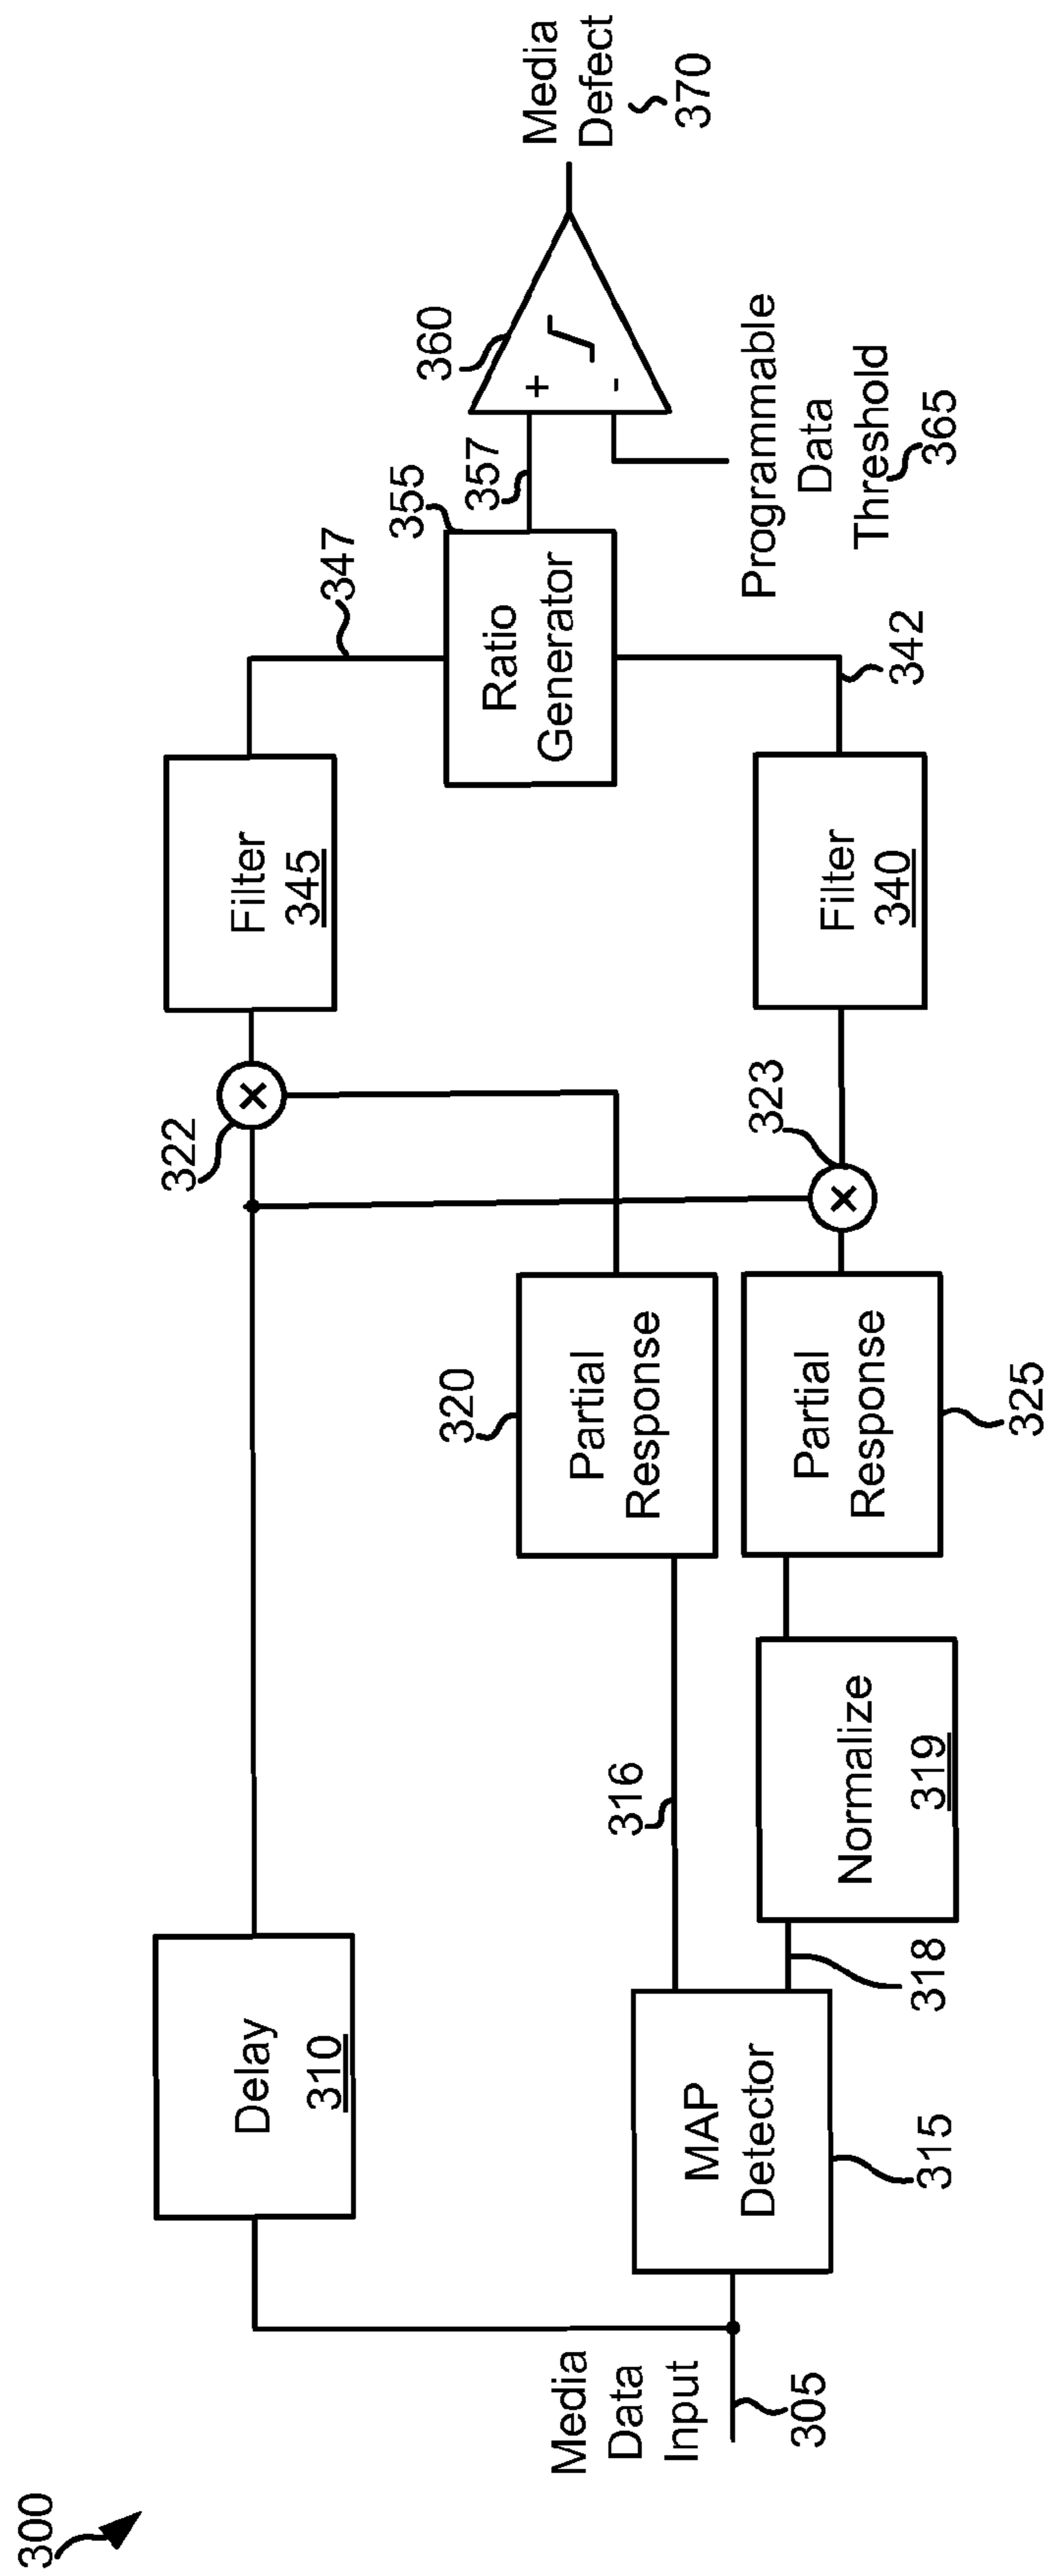 300
Media
Data
Input
305
Delay
310
MAP
Detector
315
316
318
Normalize
319
320
Partial
Response
Partial
Response
325
322
323
Filter
345
Filter
340
347
342
Ratio
Generator
355
357
360
+
-
Programmable
Data
Threshold
365
Media
Defect
370